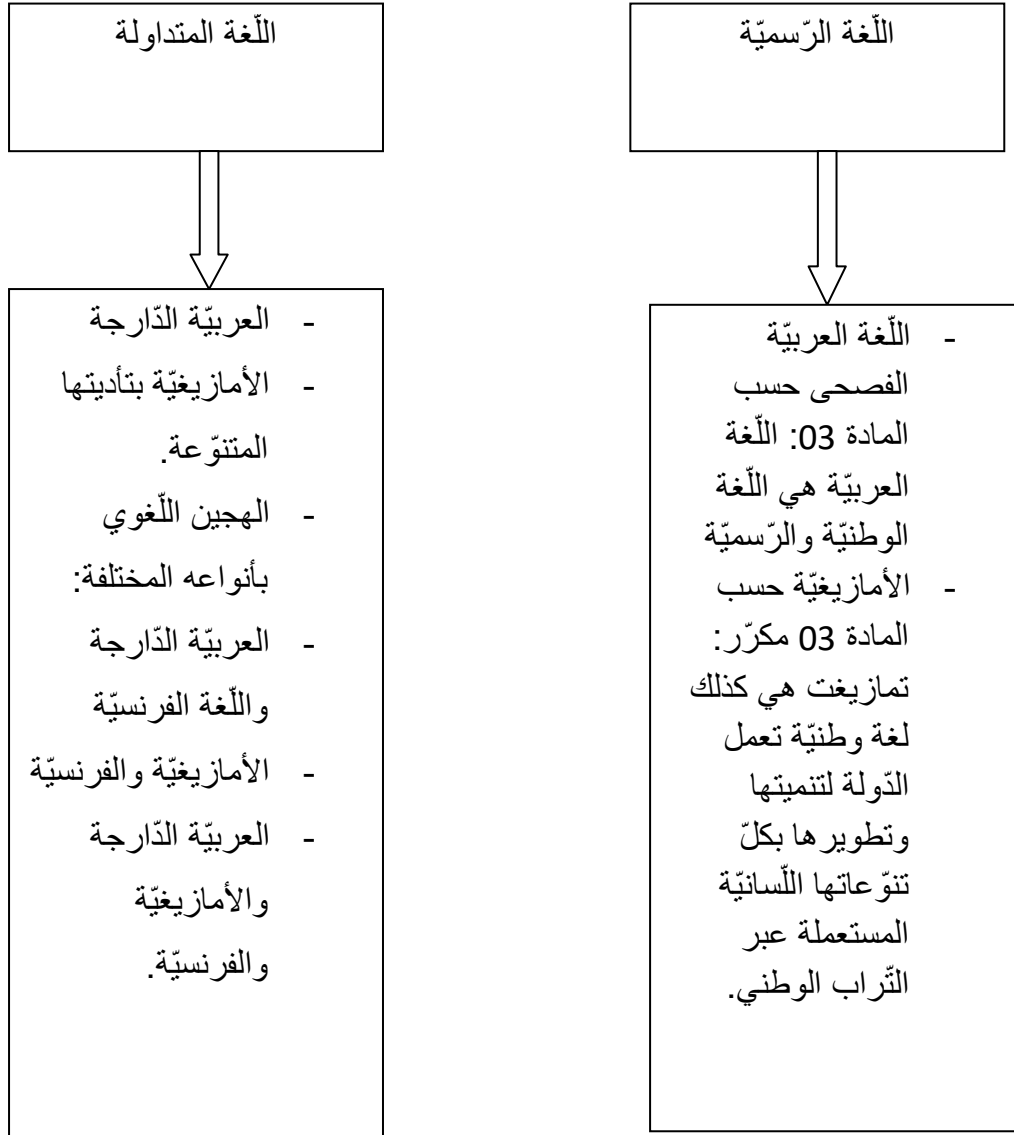 اللّغة الرّسميّة
اللّغة المتداولة
- اللّغة العربيّة
الفصحى حسب
المادة 03: اللّغة
العربيّة هي اللّغة
الوطنيّة والرّسميّة
- الأمازيغيّة حسب
المادة 03 مكرّر:
تمازيغت هي كذلك
لغة وطنيّة تعمل
الدّولة لتنميتها
وتطويرها بكلّ
تنوّعاتها اللّسانيّة
المستعملة عبر
التّراب الوطني.
- العربيّة الدّارجة
- الأمازيغيّة بتأديتها
المتنوّعة.
- الهجين اللّغوي
بأنواعه المختلفة:
- العربيّة الدّارجة
واللّغة الفرنسيّة
- الأمازيغيّة والفرنسيّة
- العربيّة الدّارجة
والأمازيغيّة
والفرنسيّة.